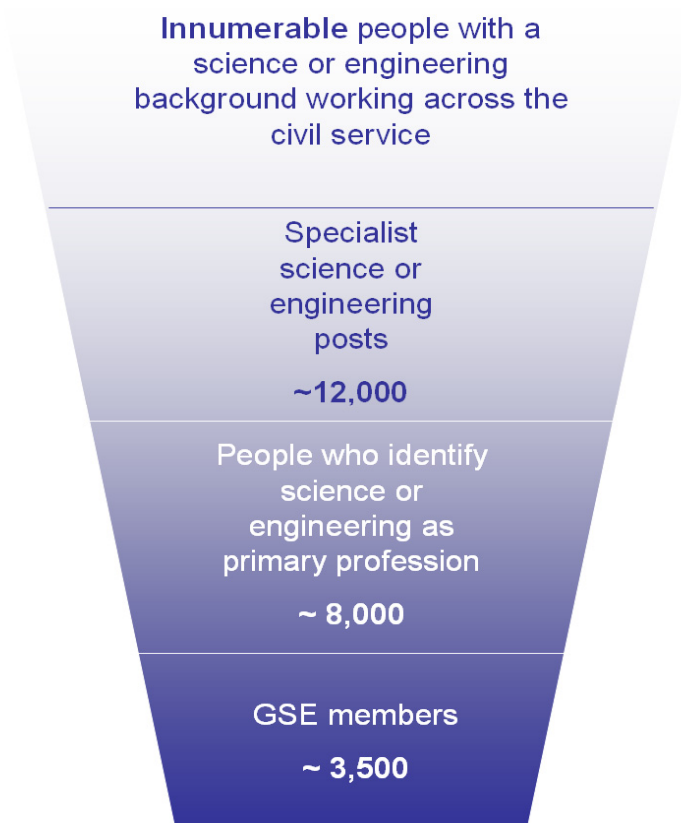 Innumerable people with a
science or engineering
background working across the
civil service
Specialist
science or
engineering
posts
~12,000
People who identify
science or
engineering as
primary profession
~ 8,000
GSE members
~ 3,500